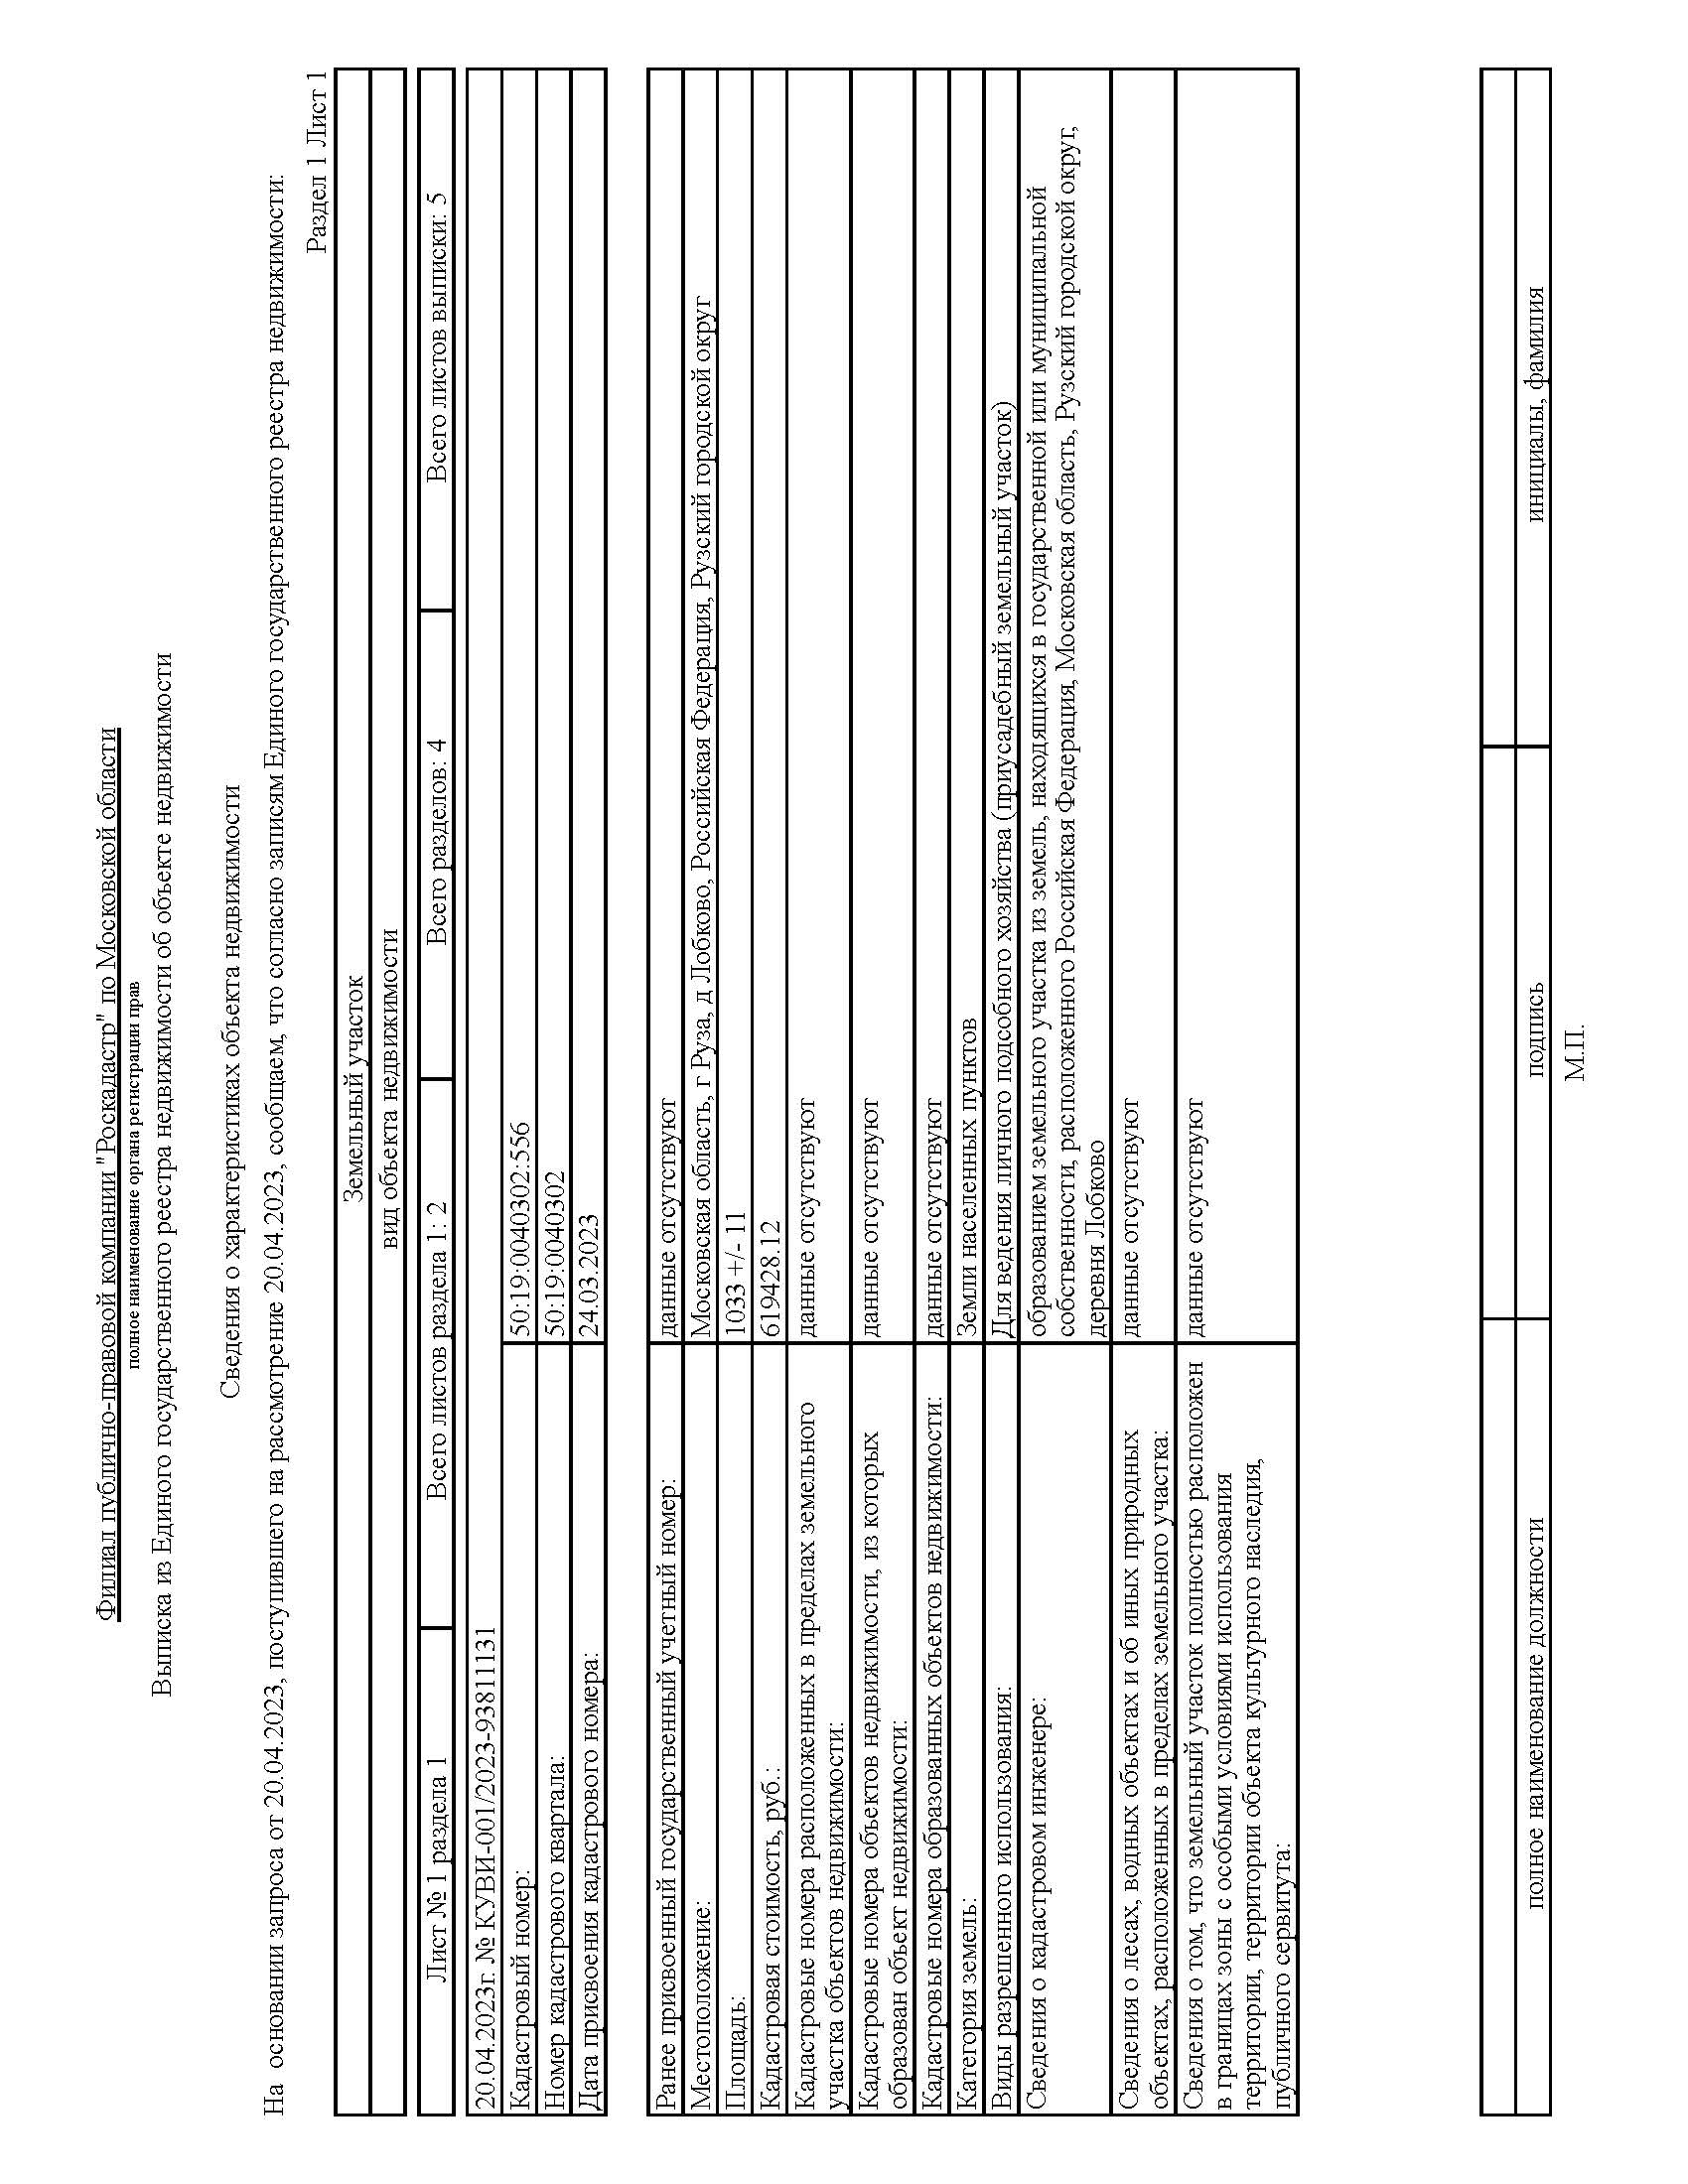 Филиал публично-правовой компании "Роскадастр" по Московской области
полное наименование органа регистрации прав
Выписка из Единого государственного реестра недвижимости об объекте недвижимости
Сведения о характеристиках объекта недвижимости
На основании запроса от 20.04.2023, поступившего на рассмотрение 20.04.2023, сообщаем, что согласно записям Единого государственного реестра недвижимости:
Раздел 1 Лист 1
Земельный участок
вид объекта недвижимости
Лист № 1 раздела 1 Всего листов раздела 1: 2 Всего разделов: 4 Всего листов выписки: 5
20.04.2023г. № КУВИ-001/2023-93811131
Кадастровый номер: 50:19:0040302:556
Номер кадастрового квартала: 50:19:0040302
Дата присвоения кадастрового номера: 24.03.2023
Ранее присвоенный государственный учетный номер: данные отсутствуют
Местоположение: Московская область, г Руза, д Лобково, Российская Федерация, Рузский городской округ
Площадь: 1033 +/- 11
Кадастровая стоимость, руб.: 619428.12
Кадастровые номера расположенных в пределах земельного данные отсутствуют
участка объектов недвижимости:
Кадастровые номера объектов недвижимости, из которых данные отсутствуют
образован объект недвижимости:
Кадастровые номера образованных объектов недвижимости: данные отсутствуют
Категория земель: Земли населенных пунктов
Виды разрешенного использования: Для ведения личного подсобного хозяйства (приусадебный земельный участок)
Сведения о кадастровом инженере: образованием земельного участка из земель, находящихся в государственной или муниципальной
собственности, расположенного Российская Федерация, Московская область, Рузский городской округ,
деревня Лобково
Сведения о лесах, водных объектах и об иных природных данные отсутствуют
объектах, расположенных в пределах земельного участка:
Сведения о том, что земельный участок полностью расположен данные отсутствуют
в границах зоны с особыми условиями использования
территории, территории объекта культурного наследия,
публичного сервитута:
полное наименование должности подпись инициалы, фамилия
М.П.